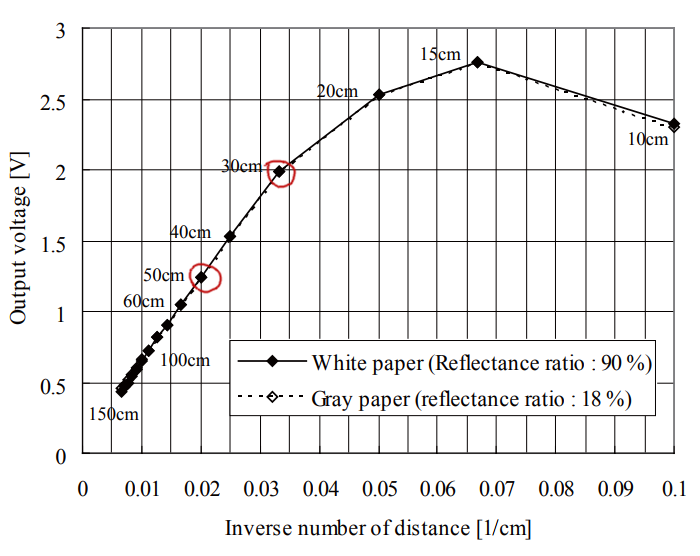 3
2.5
2
1.5
1
0.5
0
Output voltage [V]
15cm
20cm
10cm
30cm
40cm
50cm
60cm
100cm
150cm
White paper (Reflectance ratio : 90 %)
Gray paper (reflectance ratio : 18 %)
0 0.01 0.02 0.03 0.04 0.05 0.06 0.07 0.08 0.09 0.1
Inverse number of distance [1/cm]